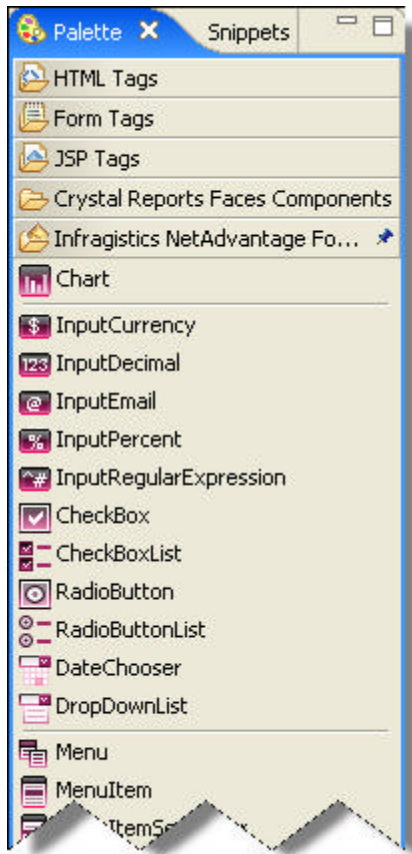 Palette Snippets
HTML Tags
Form Tags
JSP Tags
Crystal Reports Faces Components
Infragistics NetAdvantage Fo...
Chart
$ InputCurrency
123 InputDecimal
@ InputEmail
% InputPercent
^# InputRegularExpression
CheckBox
CheckBoxList
RadioButton
RadioButtonList
DateChooser
DropDownList
Menu
MenuItem